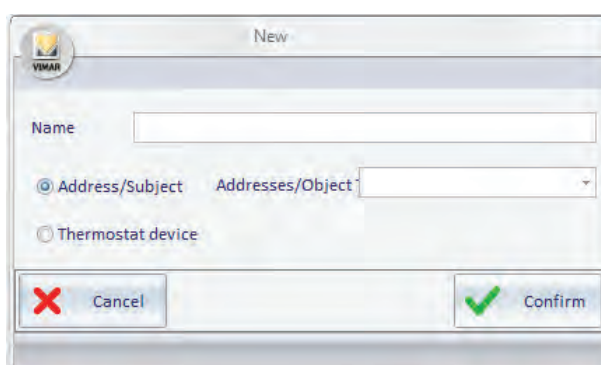 New
VIMAR
Name
Address/Subject Addresses/Object
Thermostat device
Cancel Confirm